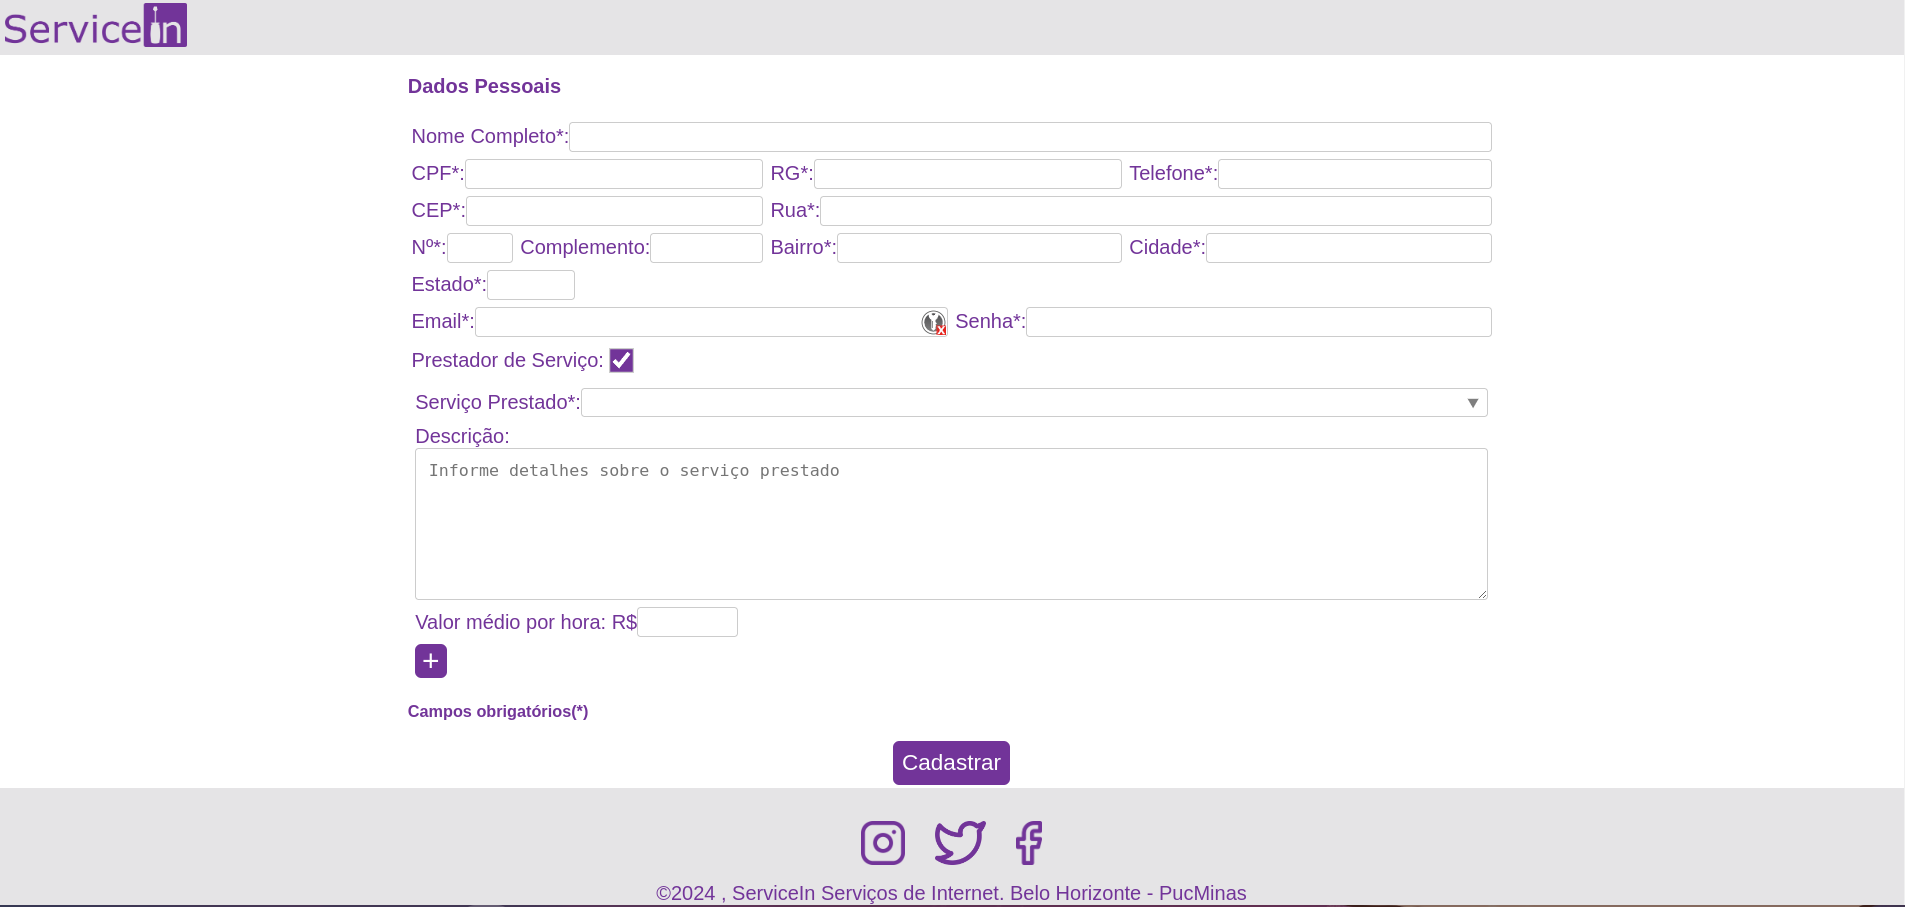 ServiceIn
Dados Pessoais
Nome Completo*:
CPF*: RG*: Telefone*:
CEP*: Rua*:
Nº*: Complemento: Bairro*: Cidade*:
Estado*:
Email*: Senha*:
Prestador de Serviço:
Serviço Prestado*:
Descrição:
Informe detalhes sobre o serviço prestado
Valor médio por hora: R$
+
Campos obrigatórios(*)
Cadastrar
©2024 , ServiceIn Serviços de Internet. Belo Horizonte - PucMinas